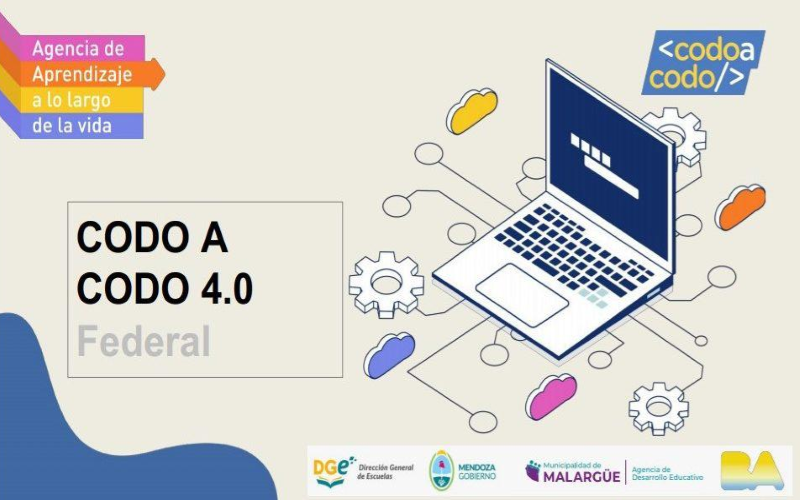 Agencia de
Aprendizaje
a lo largo
de la vida
<codoa
codo/>
CODO A
CODO 4.0
Federal
DGe
Dirección General
de Escuelas
MENDOZA
GOBIERNO
Municipalidad de
MALARGÜE
Agencia de
Desarrollo Educativo
BA